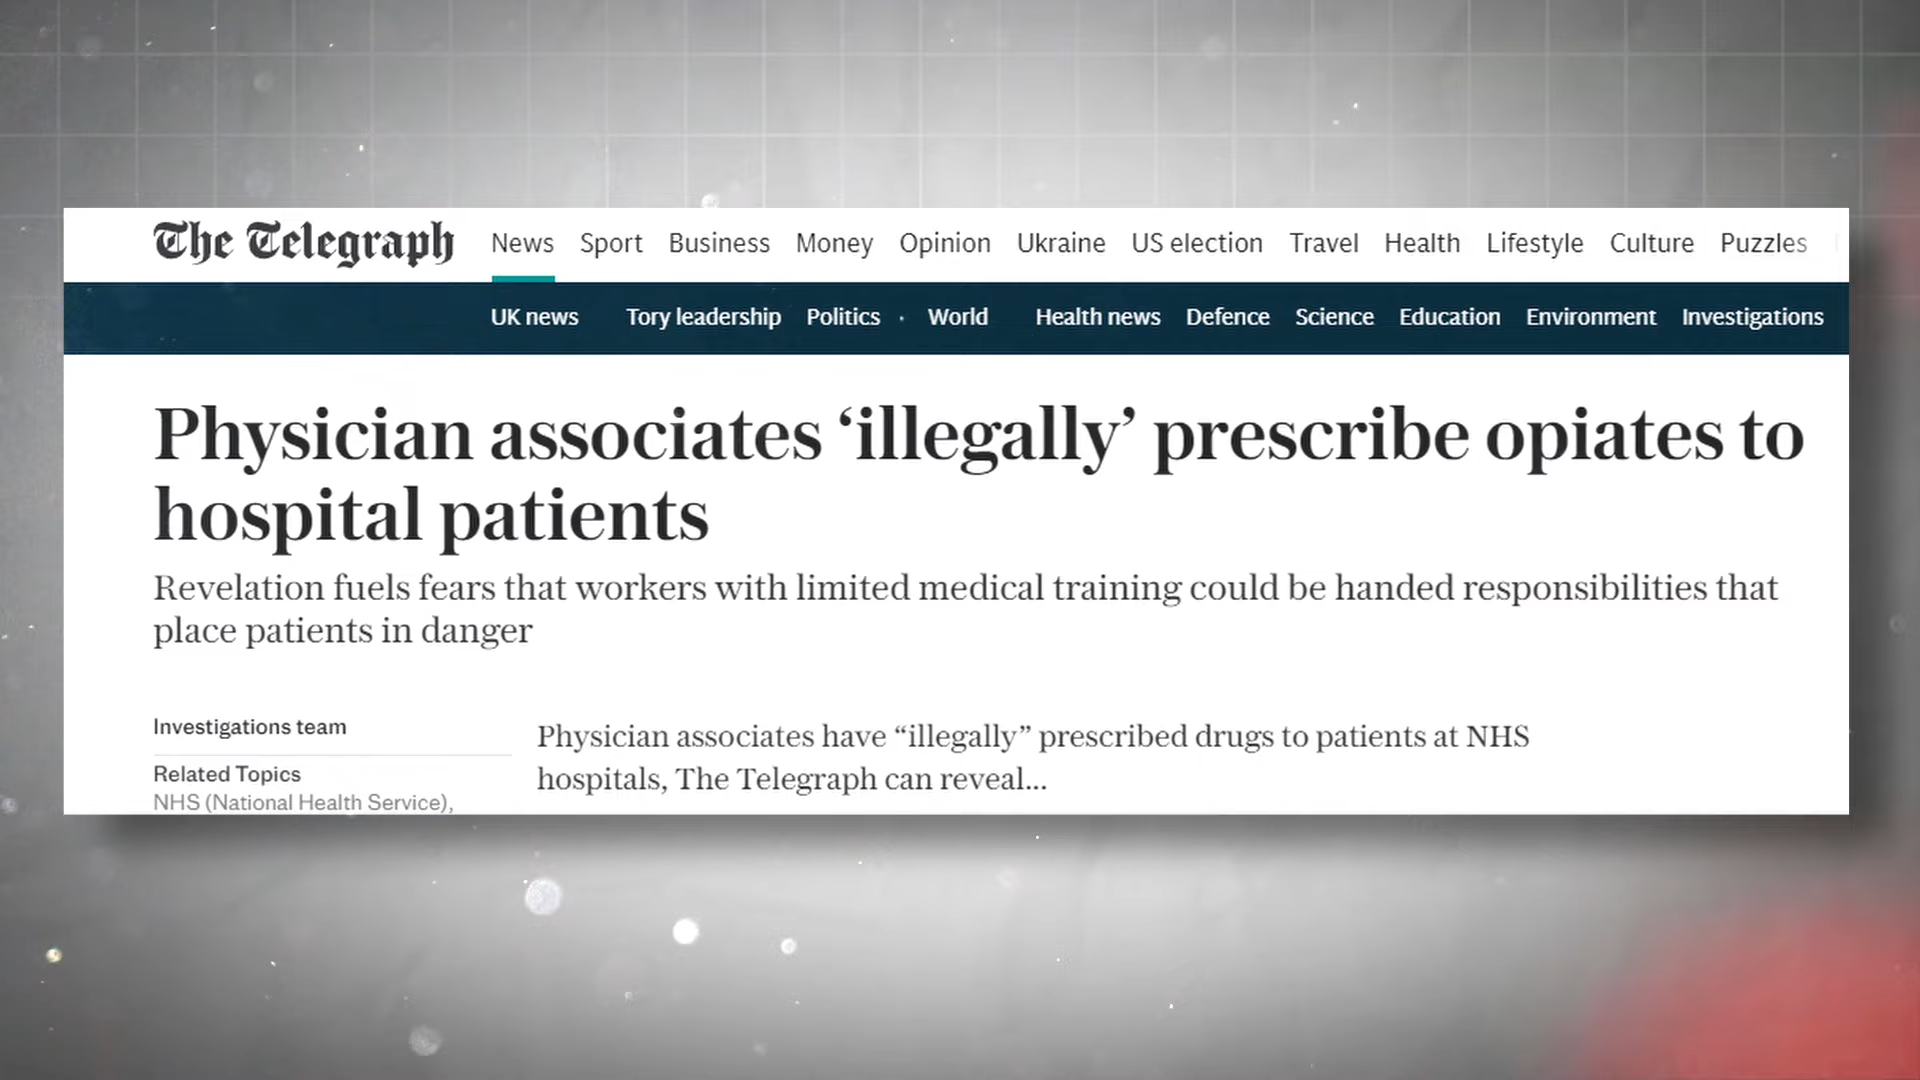 The Telegraph News Sport Business Money Opinion Ukraine US election Travel Health Lifestyle Culture Puzzles
UK news Tory leadership Politics · World Health news Defence Science Education Environment Investigations
Physician associates ‘illegally’ prescribe opiates to
hospital patients
Revelation fuels fears that workers with limited medical training could be handed responsibilities that
place patients in danger
Investigations team
Related Topics
NHS (National Health Service),
Physician associates have “illegally” prescribed drugs to patients at NHS
hospitals, The Telegraph can reveal...